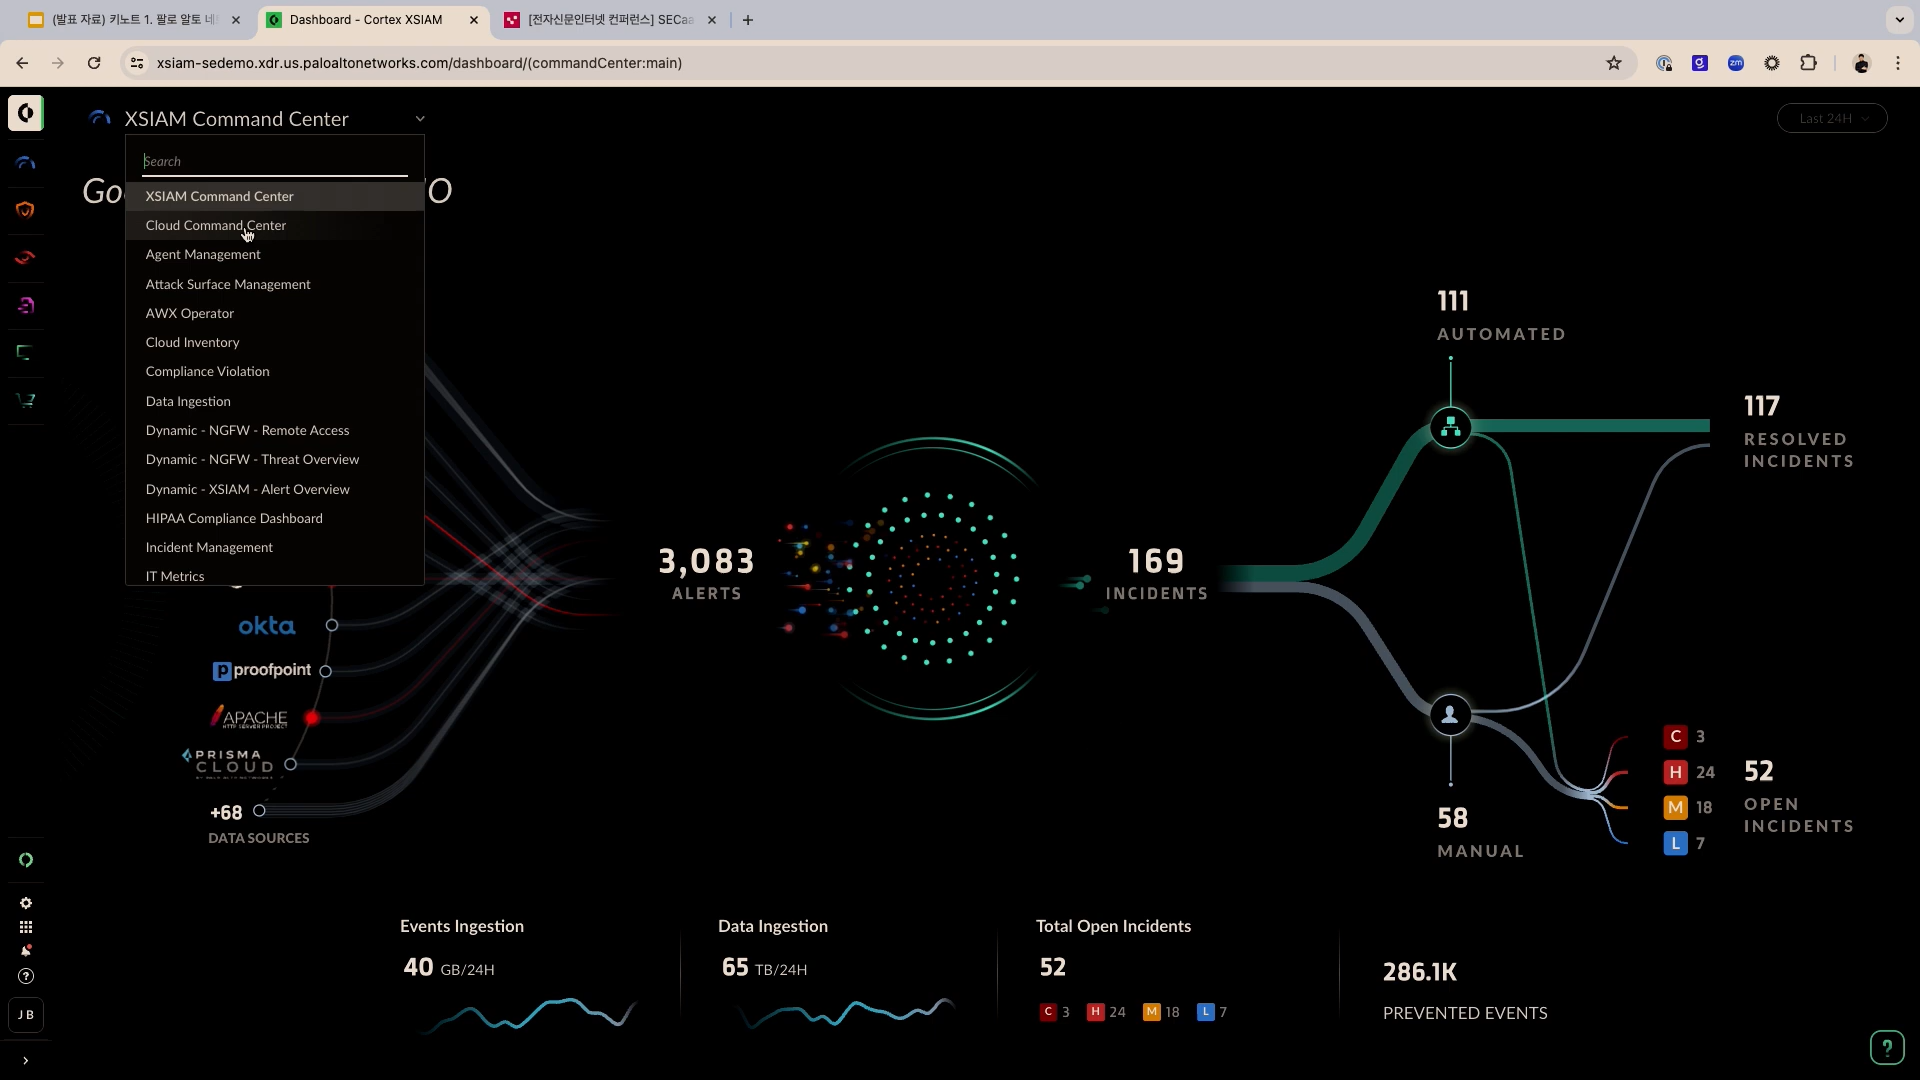 (발표 자료) 키노트 1. 팔로 알토 네
Dashboard - Cortex XSIAM
[전자신문인터넷 컨퍼런스] SECaa
xsiam-sedemo.xdr.us.paloaltonetworks.com/dashboard/(commandCenter:main)
zm
XSIAM Command Center
Last 24H
Search
Go
O
XSIAM Command Center
Cloud Command Center
Agent Management
Attack Surface Management
AWX Operator
Cloud Inventory
Compliance Violation
Data Ingestion
Dynamic - NGFW - Remote Access
Dynamic - NGFW - Threat Overview
Dynamic - XSIAM - Alert Overview
HIPAA Compliance Dashboard
Incident Management
IT Metrics
okta
proofpoint
APACHE
HTTP SERVER PROJECT
PRISMA
CLOUD
+68
DATA SOURCES
3,083
ALERTS
169
INCIDENTS
111
AUTOMATED
117
RESOLVED
INCIDENTS
58
MANUAL
C 3
H 24
M 18
L 7
52
OPEN
INCIDENTS
Events Ingestion
40 GB/24H
Data Ingestion
65 TB/24H
Total Open Incidents
52
C 3 H 24 M 18 L 7
286.1K
PREVENTED EVENTS
J B
?